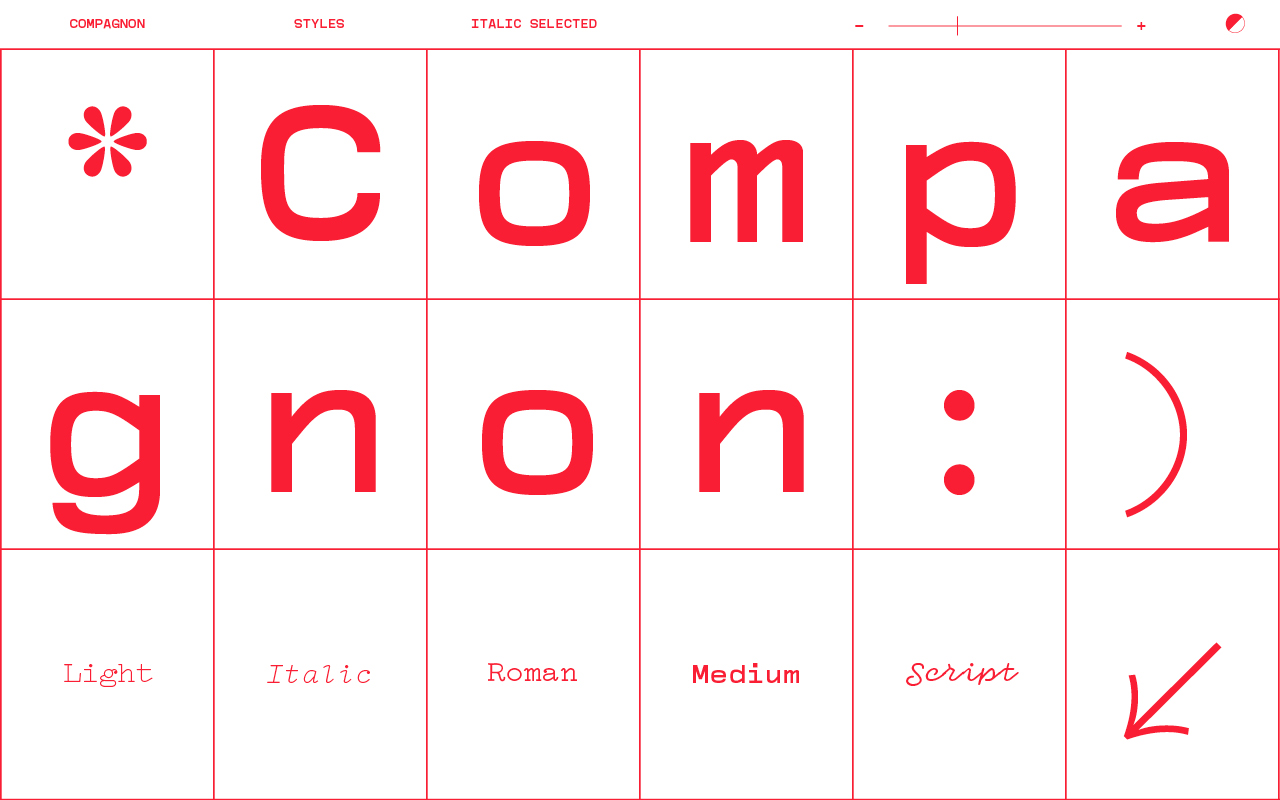 COMPAGNON STYLES ITALIC SELECTED - +
* C o m p a
g n o n : )
Light Italic Roman Medium Script ↙